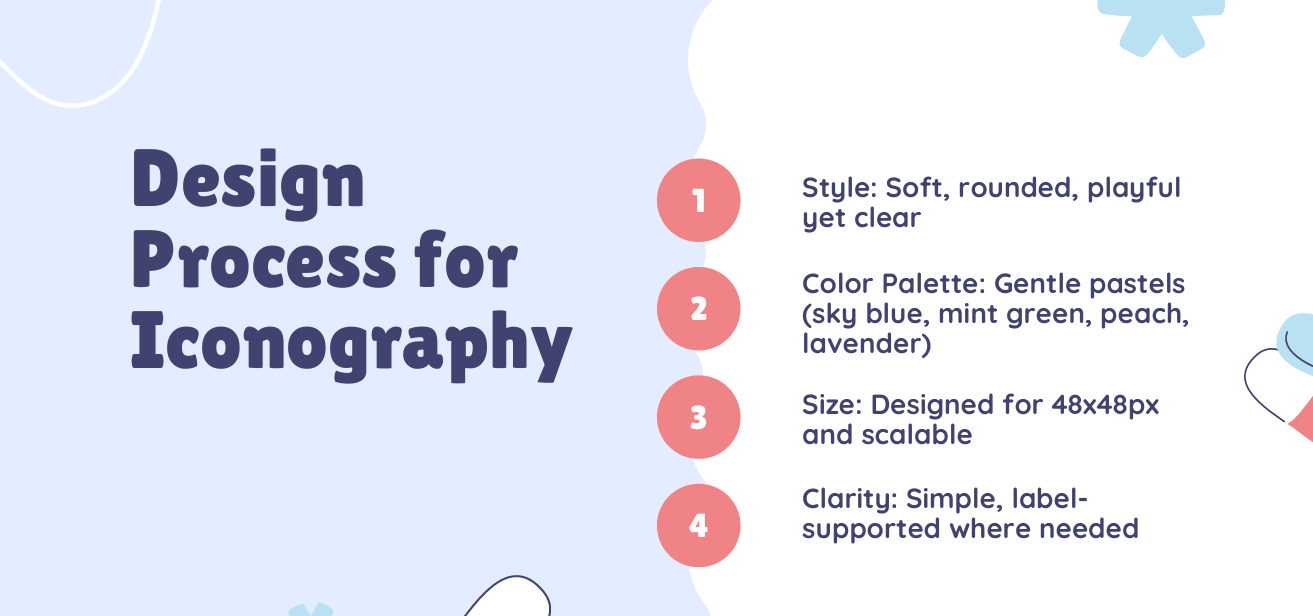 Design
Process for
Iconography
1
Style: Soft, rounded, playful
yet clear
2
Color Palette: Gentle pastels
(sky blue, mint green, peach,
lavender)
3
Size: Designed for 48x48px
and scalable
4
Clarity: Simple, label-
supported where needed